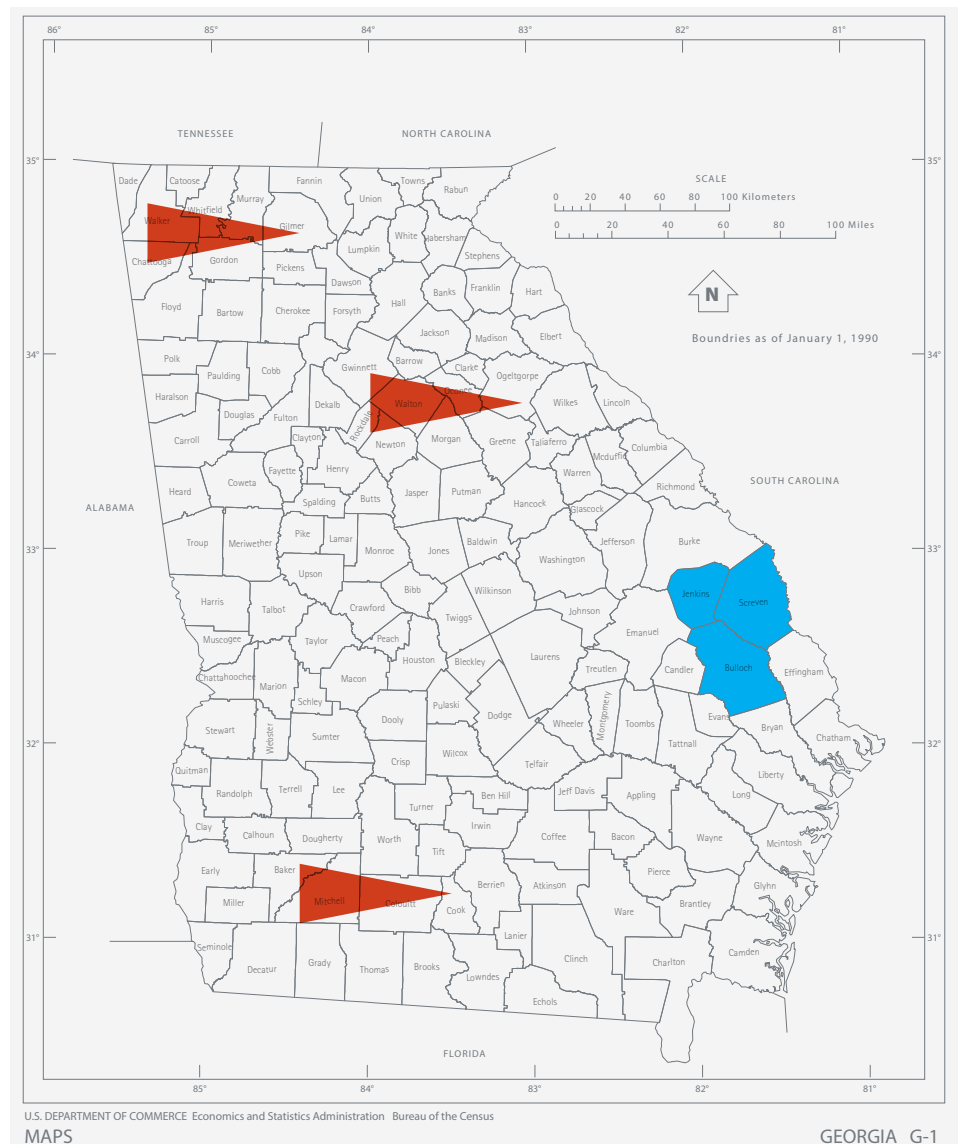 86° 85° 84° 83° 82° 81°
TENNESSEE NORTH CAROLINA
35° 35°
Dade Catoose Fannin Towns Rabun
Whitfield Murray Union
Walker Gilmer White Habersham
Lumpkin
Chattooga Gordon Pickens Stephens
Dawson
Floyd Bartow Cherokee Forsyth Hall Banks Franklin Hart
SCALE
0 20 40 60 80 100 Kilometers
0 20 40 60 80 100 Miles
N
Boundries as of January 1, 1990
Jackson Madison Elbert
34° 34°
Polk Paulding Cobb Gwinnett Barrow Clarke Ogeltgorpe
Oconee
Haralson Douglas Fulton Dekalb Rockdale Walton Wilkes Lincoln
Carroll Clayton Newton Morgan Greene Taliaferro Mcduffie Columbia
Heard Coweta Fayette Henry Spalding Butts Jasper Putman Hancock Warren Glascock Richmond
SOUTH CAROLINA
ALABAMA
33° 33°
Troup Meriwether Pike Lamar Monroe Jones Baldwin Washington Jefferson Burke
Upson
Harris Talbot Crawford Bibb Twiggs Wilkinson Johnson Jenkins Screven
Muscogee Taylor Peach Houston Bleckley Laurens Emanuel
Chattahoochee Marion Macon Treutlen Candler Bulloch Effingham
Schley Pulaski
32° 32°
Stewart Webster Sumter Dooly Dodge Wheeler Montgomery Toombs Tattnall Evans Bryan Chatham
Quitman Crisp Wilcox Telfair Liberty
Randolph Terrell Lee Turner Ben Hill Jeff Davis Appling Long
Clay Calhoun Dougherty Worth Irwin Coffee Bacon Wayne Mcintosh
Tift
Early Baker Berrien Atkinson Pierce Glyhn
Miller Mitchell Colouitt Cook Ware Brantley
31° 31°
Seminole Decatur Grady Thomas Brooks Lanier Clinch Charlton Camden
Lowndes Echols
FLORIDA
85° 84° 83° 82° 81°
U.S. DEPARTMENT OF COMMERCE Economics and Statistics Administration Bureau of the Census
MAPS GEORGIA G-1